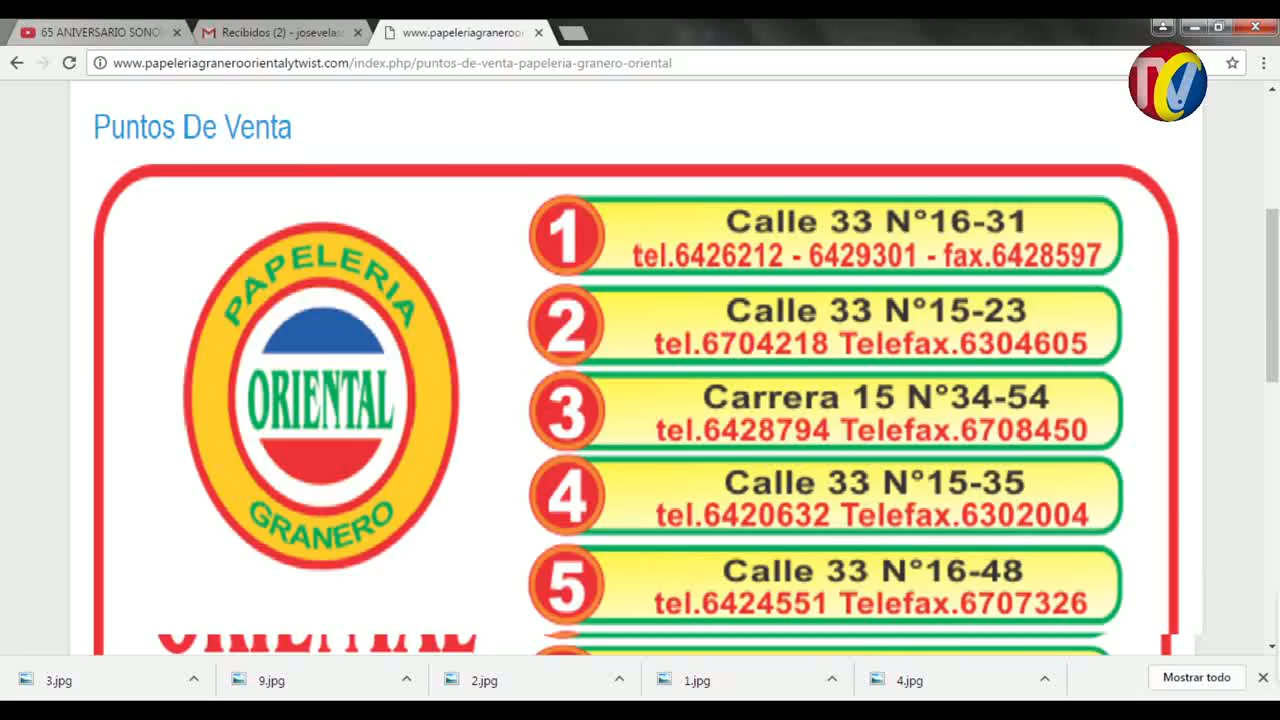 65 ANIVERSARIO SONO
Recibidos (2) - josevelas
www.papeleriagraneroo
www.papeleriagraneroorientalytwist.com/index.php/puntos-de-venta-papeleria-granero-oriental
TCV
Puntos De Venta
PAPELERIA
ORIENTAL
GRANERO
1
Calle 33 N°16-31
tel.6426212 - 6429301 - fax.6428597
2
Calle 33 N°15-23
tel.6704218 Telefax.6304605
3
Carrera 15 N°34-54
tel.6428794 Telefax.6708450
4
Calle 33 N°15-35
tel.6420632 Telefax.6302004
5
Calle 33 N°16-48
tel.6424551 Telefax.6707326
ORIENTAL
3.jpg
9.jpg
2.jpg
1.jpg
4.jpg
Mostrar todo